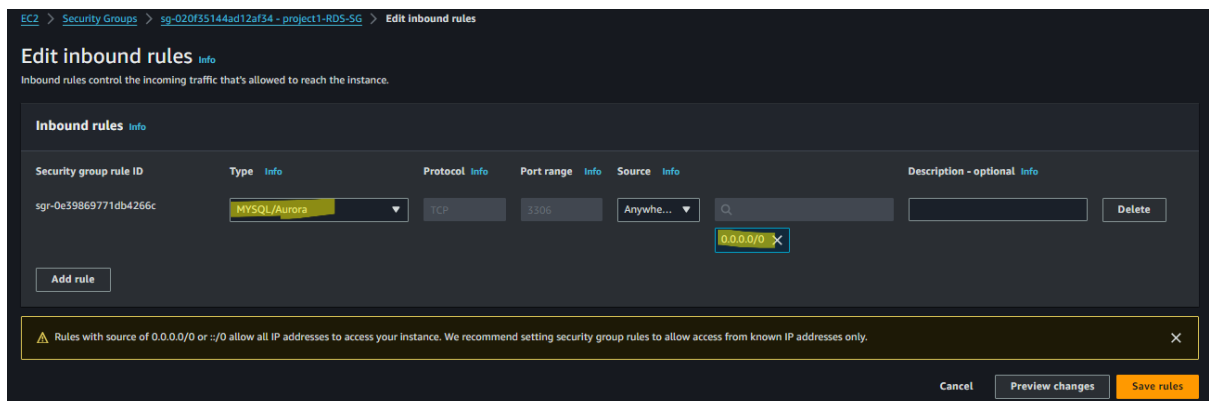 EC2 > Security Groups > sg-020f35144ad12af34 - project1-RDS-SG > Edit inbound rules
Edit inbound rules Info
Inbound rules control the incoming traffic that's allowed to reach the instance.
Inbound rules Info
Security group rule ID Type Info Protocol Info Port range Info Source Info Description - optional Info
sgr-0e39869771db4266c MYSQL/Aurora TCP 3306 Anywhe... Delete
0.0.0.0/0
Add rule
Rules with source of 0.0.0.0/0 or ::/0 allow all IP addresses to access your instance. We recommend setting security group rules to allow access from known IP addresses only.
Cancel Preview changes Save rules